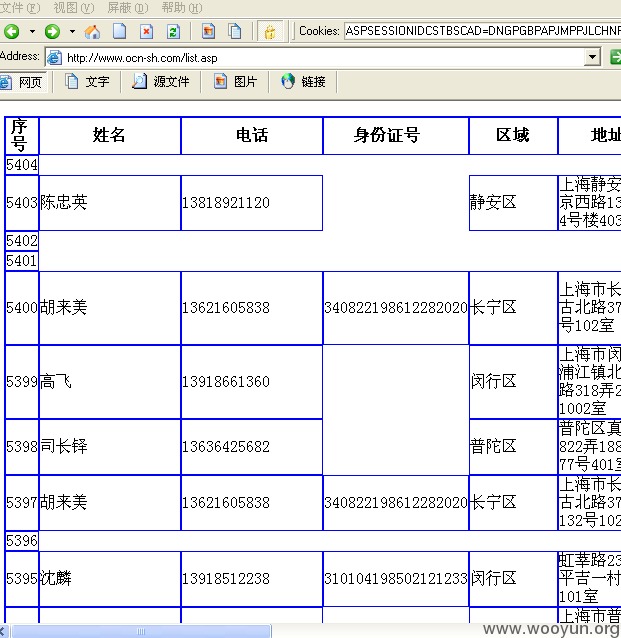 文件(F) 视图(V) 屏蔽(D) 帮助(H)
Cookies: ASPSESSIONIDCSTBSCAD=DNGPGBPAPJMPPJLCHNF
Address: http://www.ocn-sh.com/list.asp
网页 文字 源文件 图片 链接
序号 姓名 电话 身份证号 区域 地址
5404
5403 陈忠英 13818921120 静安区 上海静安
京西路13
4号楼403
5402
5401
5400 胡来美 13621605838 340822198612282020 长宁区 上海市长
古北路37
号102室
5399 高飞 13918661360 闵行区 上海市闵
浦江镇北
路318弄2
1002室
5398 司长铎 13636425682 普陀区 普陀区真
822弄188
77号401室
5397 胡来美 13621605838 340822198612282020 长宁区 上海市长
古北路37
132号102
5396
5395 沈麟 13918512238 310104198502121233 闵行区 虹莘路23
平吉一村
101室
上海市普
www.wooyun.org